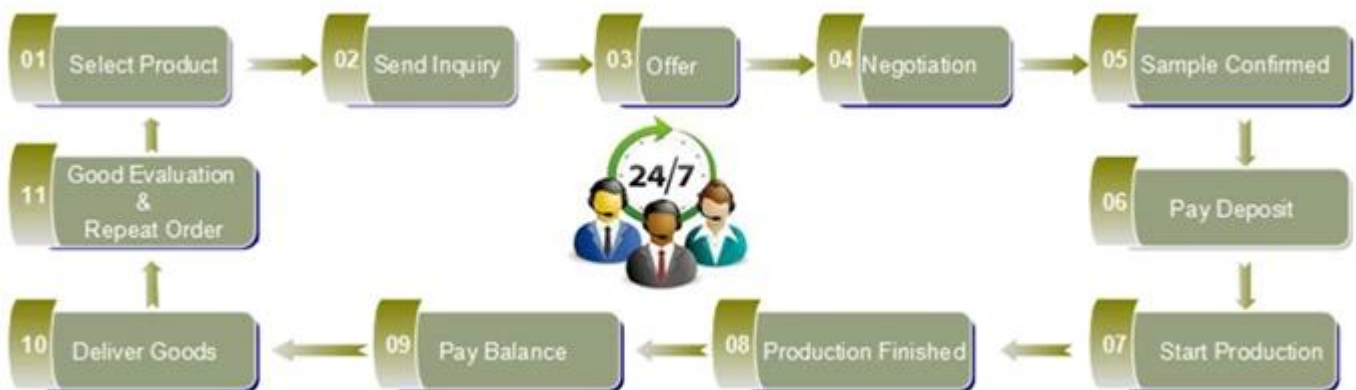 01 Select Product
02 Send Inquiry
03 Offer
04 Negotiation
05 Sample Confirmed
24/7
06 Pay Deposit
07 Start Production
08 Production Finished
09 Pay Balance
10 Deliver Goods
11 Good Evaluation
&
Repeat Order